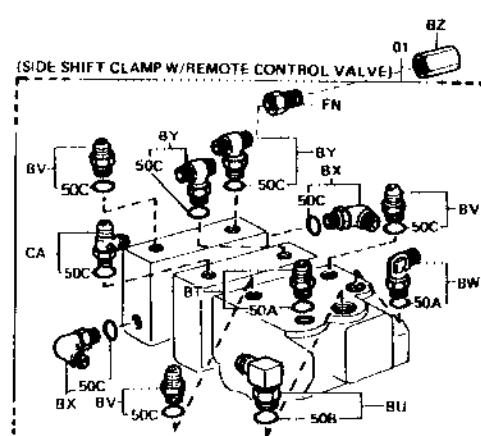 BZ
01
(SIDE SHIFT CLAMP W/REMOTE CONTROL VALVE)
FN
BY
BY
BV
50C
50C
50C
BX
50C
BV
50C
CA
50C
BT
50A
BW
50A
50C
BX
BV
50C
BU
50B